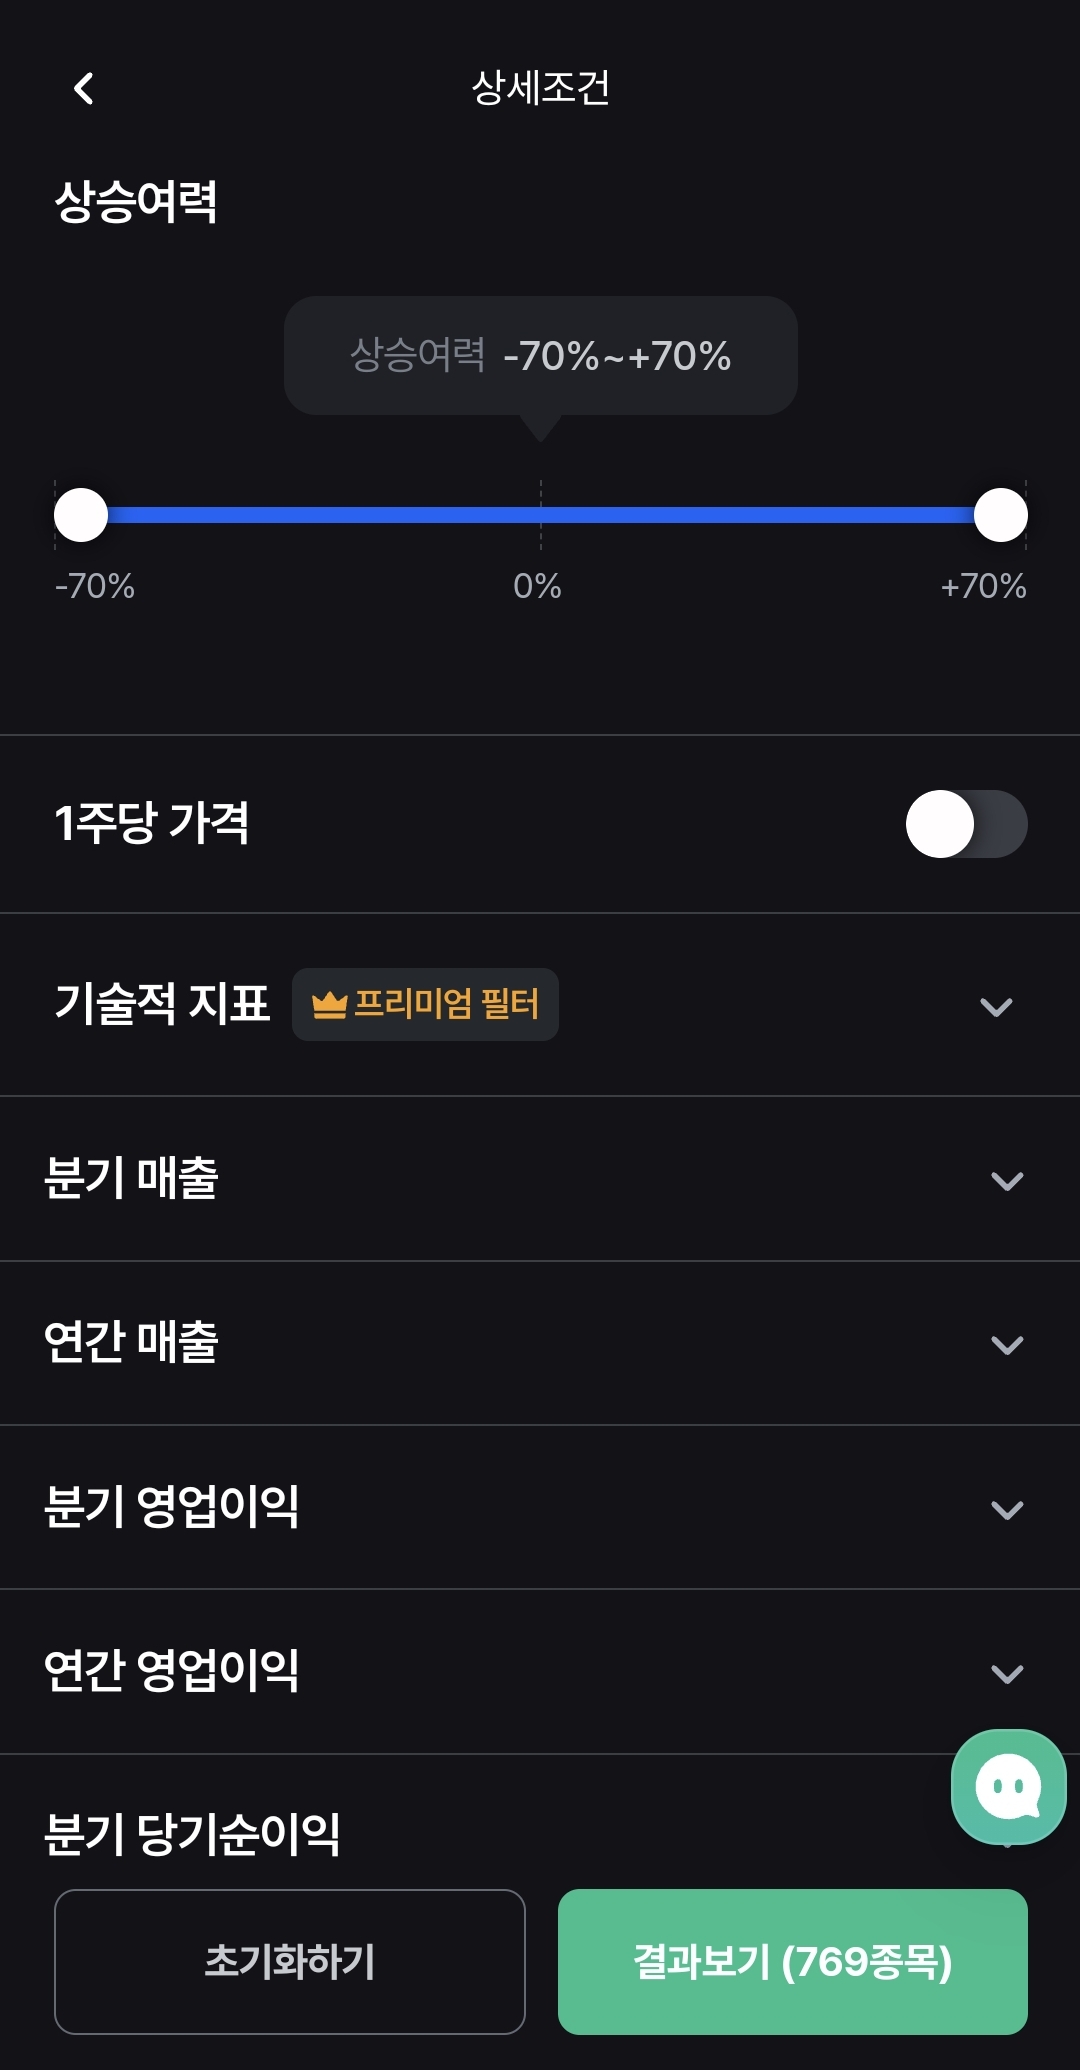 상세조건
상승여력
상승여력 -70%~+70%
-70% 0% +70%
1주당 가격
기술적 지표 프리미엄 필터
분기 매출
연간 매출
분기 영업이익
연간 영업이익
분기 당기순이익
초기화하기 결과보기 (769종목)